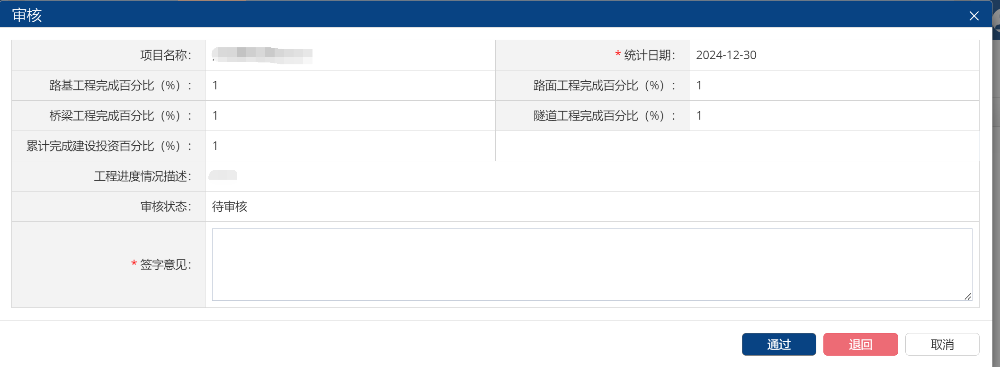 审核
项目名称：
* 统计日期： 2024-12-30
路基工程完成百分比（%）： 1 路面工程完成百分比（%）： 1
桥梁工程完成百分比（%）： 1 隧道工程完成百分比（%）： 1
累计完成建设投资百分比（%）： 1
工程进度情况描述：
审核状态： 待审核
* 签字意见：
通过 退回 取消